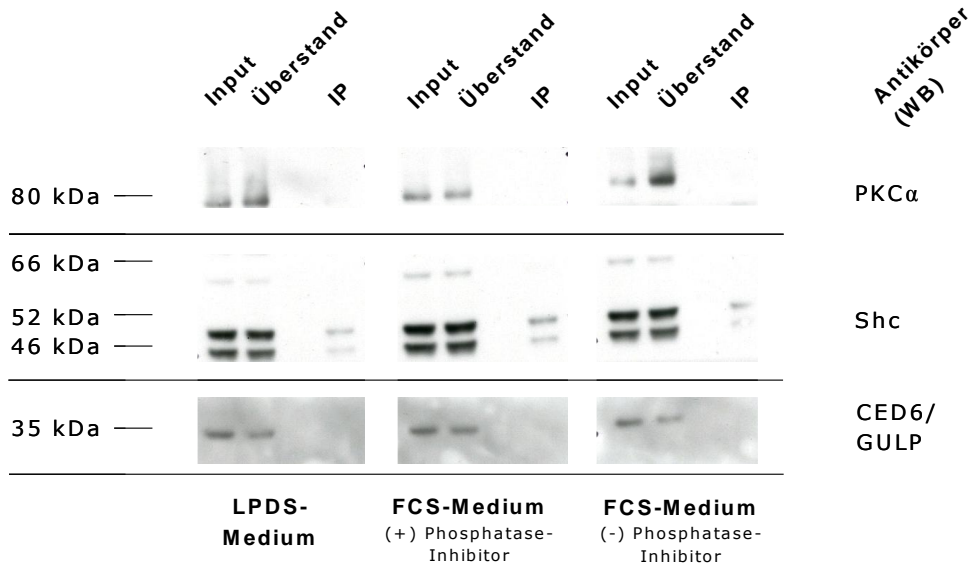 Input
Überstand
IP
Input
Überstand
IP
Input
Überstand
IP
Antikörper
(WB)
80 kDa
PKCα
66 kDa
52 kDa
46 kDa
Shc
35 kDa
CED6/
GULP
LPDS-
Medium
FCS-Medium
(+) Phosphatase-
Inhibitor
FCS-Medium
(-) Phosphatase-
Inhibitor